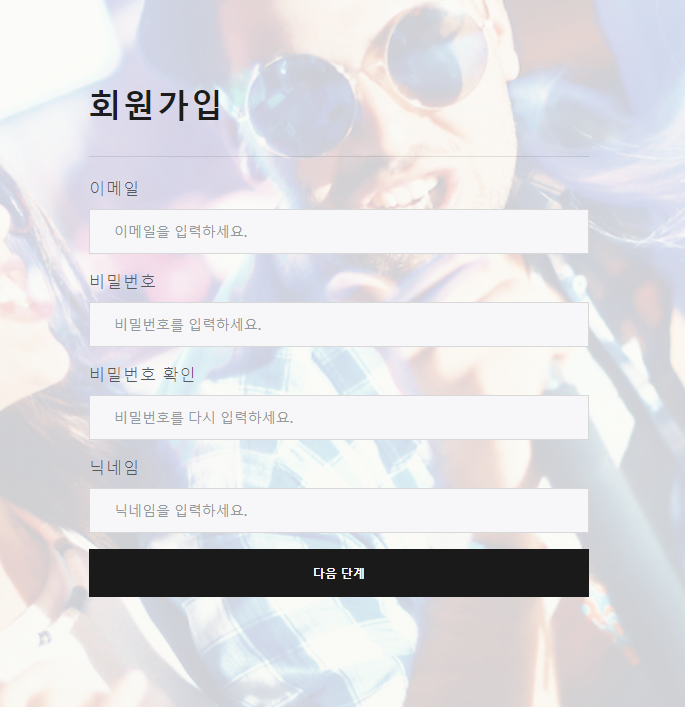 회원가입
이메일
이메일을 입력하세요.
비밀번호
비밀번호를 입력하세요.
비밀번호 확인
비밀번호를 다시 입력하세요.
닉네임
닉네임을 입력하세요.
다음 단계